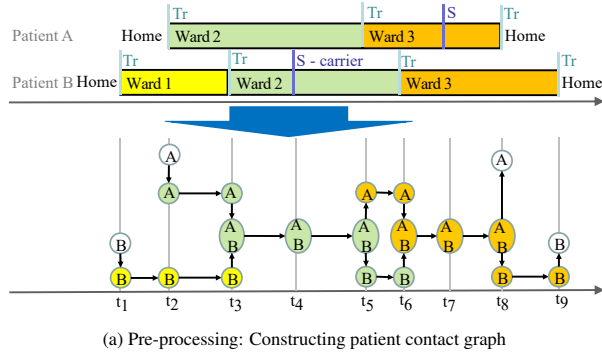 Tr Tr S Tr
Patient A Home Ward 2 Ward 3 Home
Tr Tr S - carrier Tr Tr
Patient B Home Ward 1 Ward 2 Ward 3 Home
A A
A A A A
B A B A B A B A B A B A B
B B B B B B B B
t1 t2 t3 t4 t5 t6 t7 t8 t9
(a) Pre-processing: Constructing patient contact graph